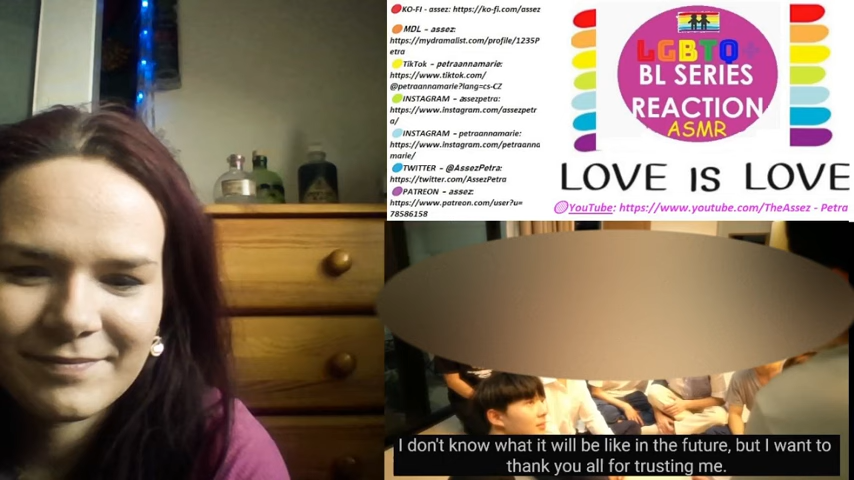 KO-FI - assez: https://ko-fi.com/assez
MDL - assez:
https://mydramalist.com/profile/1235P
etra
TikTok - petraannamarie:
https://www.tiktok.com/
@petraannamarie?lang=cs-CZ
INSTAGRAM - assezpetra:
https://www.instagram.com/assezpetr
a/
INSTAGRAM - petraannamarie:
https://www.instagram.com/petraanna
marie/
TWITTER - @AssezPetra:
https://twitter.com/AssezPetra
PATREON - assez:
https://www.patreon.com/user?u=
78586158
LGBTQ+
BL SERIES
REACTION
ASMR
LOVE IS LOVE
YouTube: https://www.youtube.com/TheAssez - Petra
I don't know what it will be like in the future, but I want to
thank you all for trusting me.